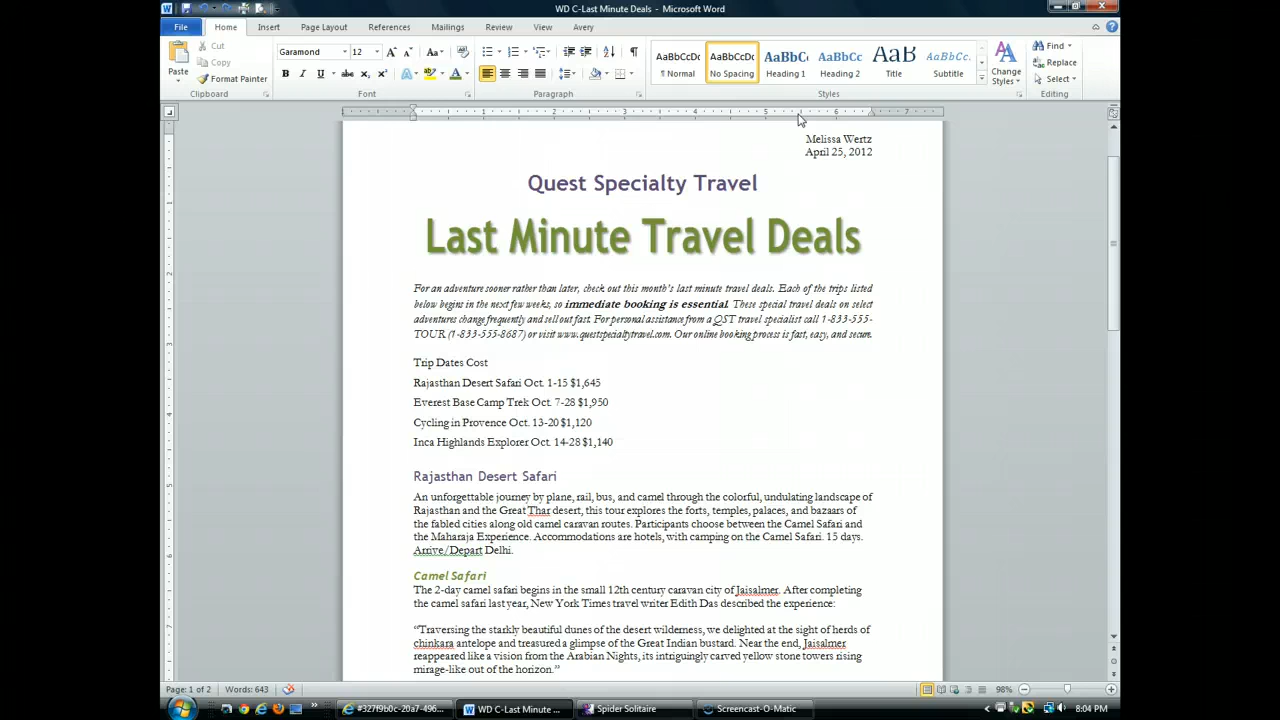 WD C-Last Minute Deals - Microsoft Word
File Home Insert Page Layout References Mailings Review View Avery
Paste
Cut
Copy
Format Painter
Clipboard
Garamond 12
Font
Paragraph
AaBbCcDc AaBbCcDc AaBbC AaBbCc AaB AaBbCc.
¶ Normal No Spacing Heading 1 Heading 2 Title Subtitle
Change Styles
Styles
Find
Replace
Select
Editing
1 2 3 4 5 6 7
Melissa Wertz
April 25, 2012
Quest Specialty Travel
Last Minute Travel Deals
For an adventure sooner rather than later, check out this month's last minute travel deals. Each of the trips listed
below begins in the next few weeks, so immediate booking is essential. These special travel deals on select
adventures change frequently and sell out fast. For personal assistance from a QST travel specialist call 1-833-555-
TOUR (1-833-555-8687) or visit www.questspecialtytravel.com. Our online booking process is fast, easy, and secure.
Trip Dates Cost
Rajasthan Desert Safari Oct. 1-15 $1,645
Everest Base Camp Trek Oct. 7-28 $1,950
Cycling in Provence Oct. 13-20 $1,120
Inca Highlands Explorer Oct. 14-28 $1,140
Rajasthan Desert Safari
An unforgettable journey by plane, rail, bus, and camel through the colorful, undulating landscape of
Rajasthan and the Great Thar desert, this tour explores the forts, temples, palaces, and bazaars of
the fabled cities along old camel caravan routes. Participants choose between the Camel Safari and
the Maharaja Experience. Accommodations are hotels, with camping on the Camel Safari. 15 days.
Arrive/Depart Delhi.
Camel Safari
The 2-day camel safari begins in the small 12th century caravan city of Jaisalmer. After completing
the camel safari last year, New York Times travel writer Edith Das described the experience:
“Traversing the starkly beautiful dunes of the desert wilderness, we delighted at the sight of herds of
chinkara antelope and treasured a glimpse of the Great Indian bustard. Near the end, Jaisalmer
reappeared like a vision from the Arabian Nights, its intriguingly carved yellow stone towers rising
mirage-like out of the horizon.”
Page: 1 of 2 Words: 643 98%
#327f9b0c-20a7-496... WD C-Last Minute ... Spider Solitaire Screencast-O-Matic 8:04 PM